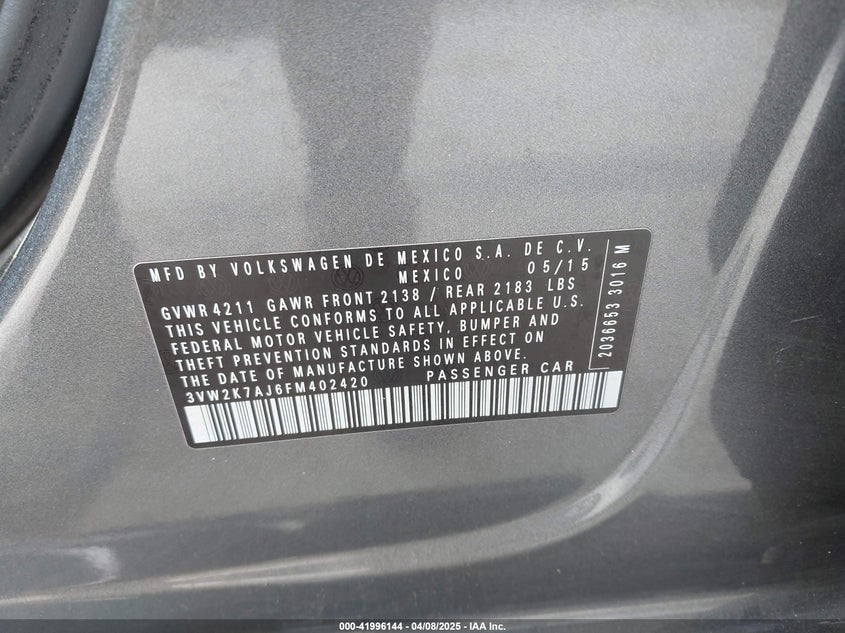 MFD BY VOLKSWAGEN DE MEXICO S.A. DE C.V.
MEXICO 05/15
GVWR 4211 GAWR FRONT 2138 / REAR 2183 LBS
THIS VEHICLE CONFORMS TO ALL APPLICABLE U.S.
FEDERAL MOTOR VEHICLE SAFETY, BUMPER AND
THEFT PREVENTION STANDARDS IN EFFECT ON
THE DATE OF MANUFACTURE SHOWN ABOVE.
3VW2K7AJ6FM402420 PASSENGER CAR
2036653 3016 M
000-41996144 - 04/08/2025 - IAA Inc.